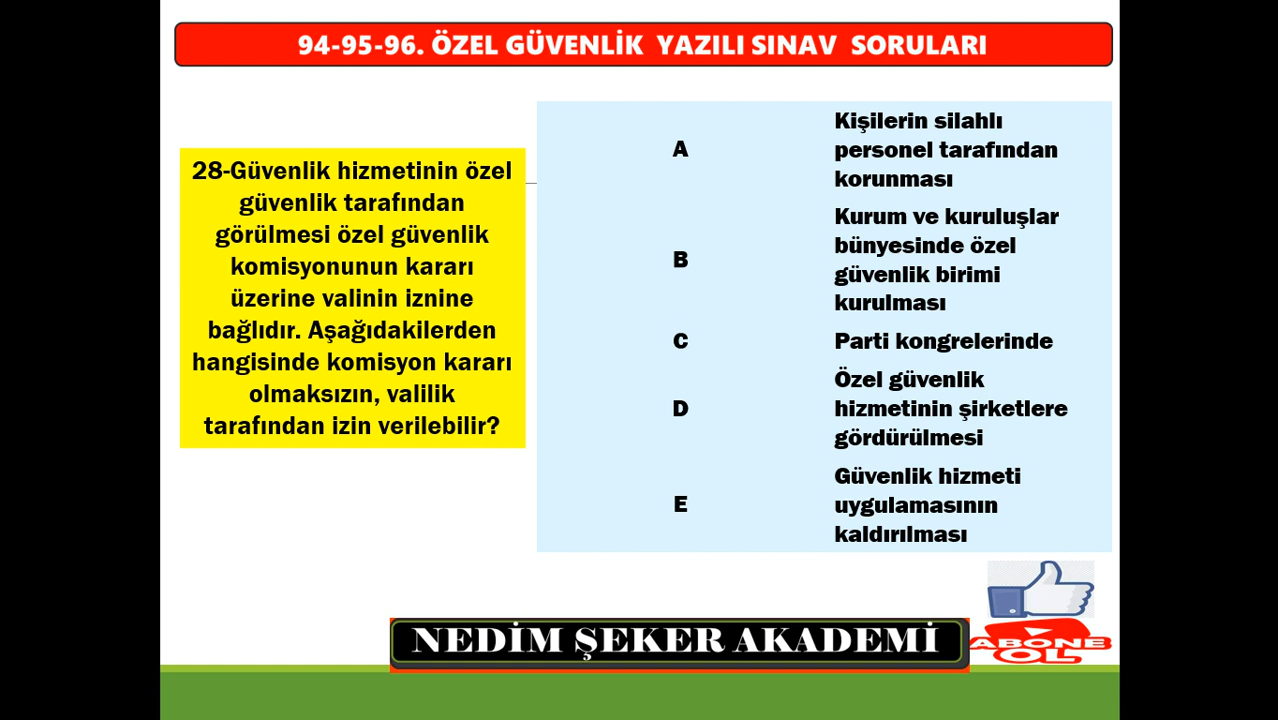 94-95-96. ÖZEL GÜVENLİK YAZILI SINAV SORULARI
28-Güvenlik hizmetinin özel
güvenlik tarafından
görülmesi özel güvenlik
komisyonunun kararı
üzerine valinin iznine
bağlıdır. Aşağıdakilerden
hangisinde komisyon kararı
olmaksızın, valilik
tarafından izin verilebilir?
A
Kişilerin silahlı
personel tarafından
korunması
B
Kurum ve kuruluşlar
bünyesinde özel
güvenlik birimi
kurulması
C
Parti kongrelerinde
D
Özel güvenlik
hizmetinin şirketlere
gördürülmesi
E
Güvenlik hizmeti
uygulamasının
kaldırılması
NEDİM ŞEKER AKADEMİ
ABONE
OL